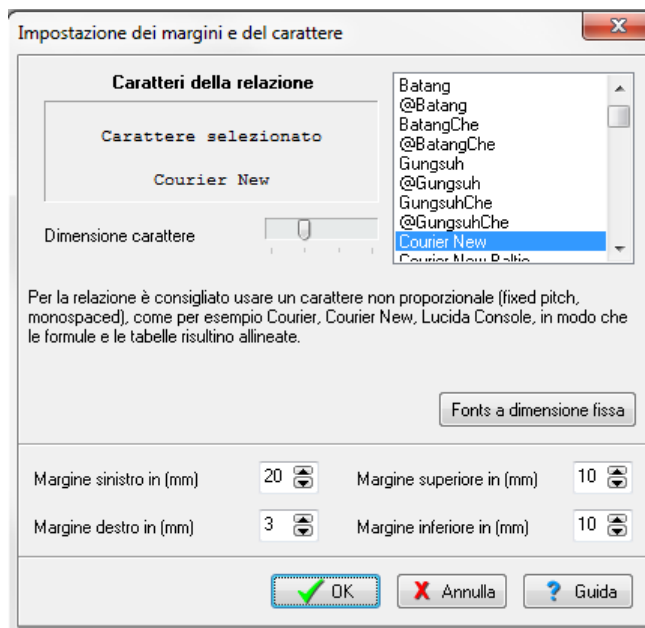 Impostazione dei margini e del carattere
Caratteri della relazione
Carattere selezionato
Courier New
Dimensione carattere
Batang
@Batang
BatangChe
@BatangChe
Gungsuh
@Gungsuh
GungsuhChe
@GungsuhChe
Courier New
Courier New Baltic
Per la relazione è consigliato usare un carattere non proporzionale (fixed pitch,
monospaced), come per esempio Courier, Courier New, Lucida Console, in modo che
le formule e le tabelle risultino allineate.
Fonts a dimensione fissa
Margine sinistro in (mm) 20 Margine superiore in (mm) 10
Margine destro in (mm) 3 Margine inferiore in (mm) 10
OK Annulla ? Guida